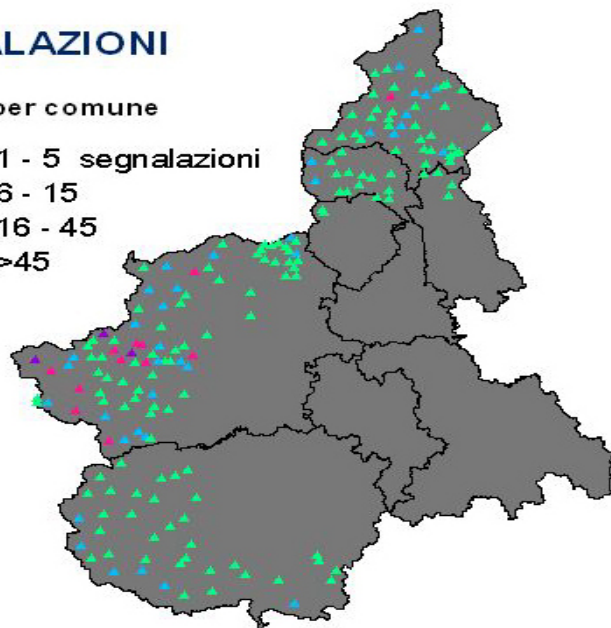 ALAZIONI
per comune
1 - 5 segnalazioni
6 - 15
16 - 45
>45